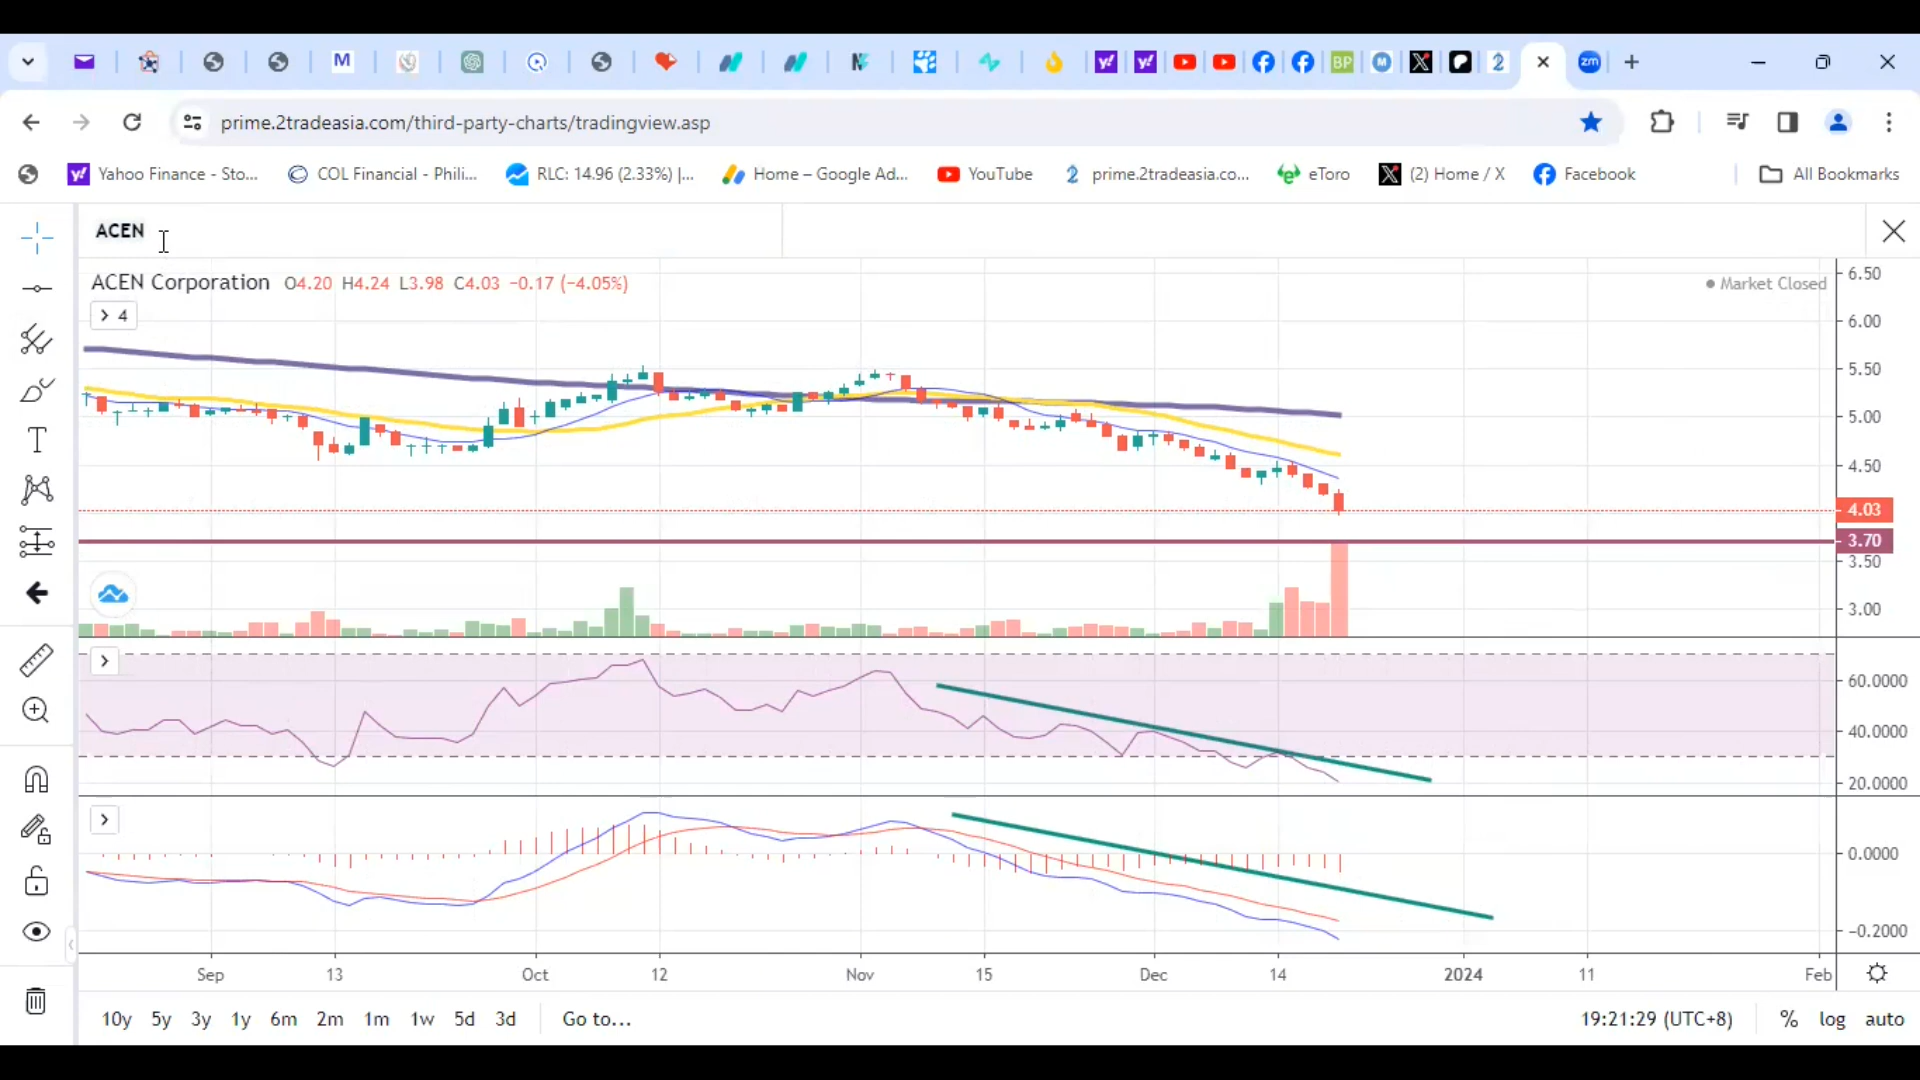 M
BP
zm
prime.2tradeasia.com/third-party-charts/tradingview.asp
Yahoo Finance - Sto...
COL Financial - Phili...
RLC: 14.96 (2.33%) |...
Home – Google Ad...
YouTube
prime.2tradeasia.co...
eToro
(2) Home / X
Facebook
All Bookmarks
ACEN
ACEN Corporation O4.20 H4.24 L3.98 C4.03 −0.17 (−4.05%)
Market Closed
4
6.50
6.00
5.50
5.00
4.50
4.03
3.70
3.50
3.00
60.0000
40.0000
20.0000
0.0000
−0.2000
Sep 13 Oct 12 Nov 15 Dec 14 2024 11 Feb
10y 5y 3y 1y 6m 2m 1m 1w 5d 3d Go to... 19:21:29 (UTC+8) % log auto